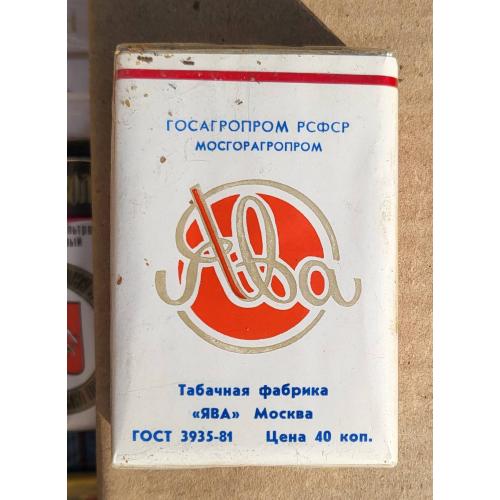 ГОСАГРОПРОМ РСФСР
МОСГОРАГРОПРОМ
Ява
Табачная фабрика
«ЯВА» Москва
ГОСТ 3935-81 Цена 40 коп.